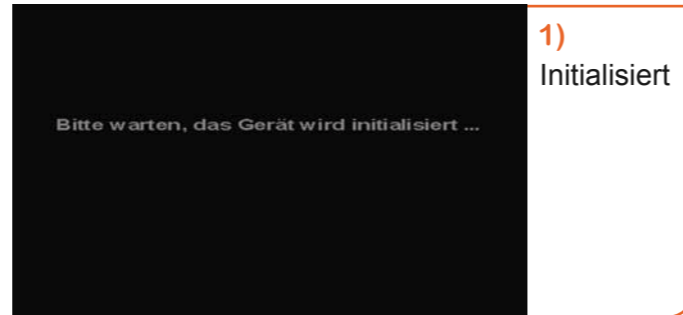 Bitte warten, das Gerät wird initialisiert ...
1)
Initialisiert